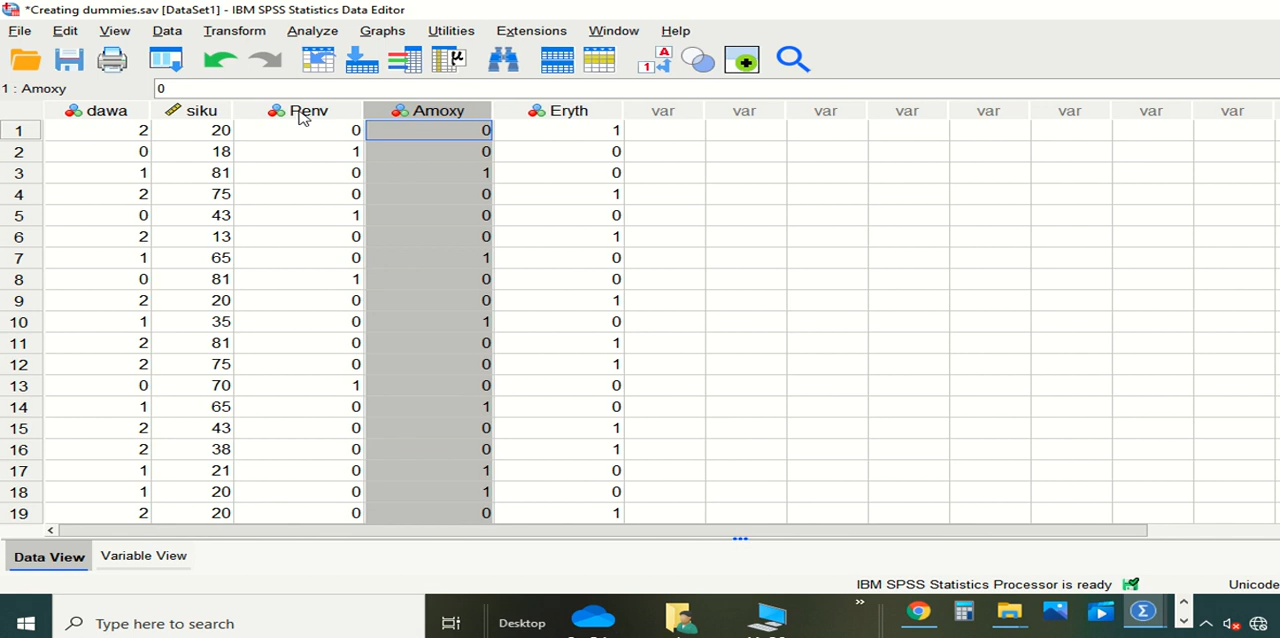 *Creating dummies.sav [DataSet1] - IBM SPSS Statistics Data Editor
File Edit View Data Transform Analyze Graphs Utilities Extensions Window Help
1 : Amoxy 0
dawa siku Penv Amoxy Eryth var var var var var var var var
1 2 20 0 0 1
2 0 18 1 0 0
3 1 81 0 1 0
4 2 75 0 0 1
5 0 43 1 0 0
6 2 13 0 0 1
7 1 65 0 1 0
8 0 81 1 0 0
9 2 20 0 0 1
10 1 35 0 1 0
11 2 81 0 0 1
12 2 75 0 0 1
13 0 70 1 0 0
14 1 65 0 1 0
15 2 43 0 0 1
16 2 38 0 0 1
17 1 21 0 1 0
18 1 20 0 1 0
19 2 20 0 0 1
Data View Variable View
IBM SPSS Statistics Processor is ready Unicode
Type here to search Desktop